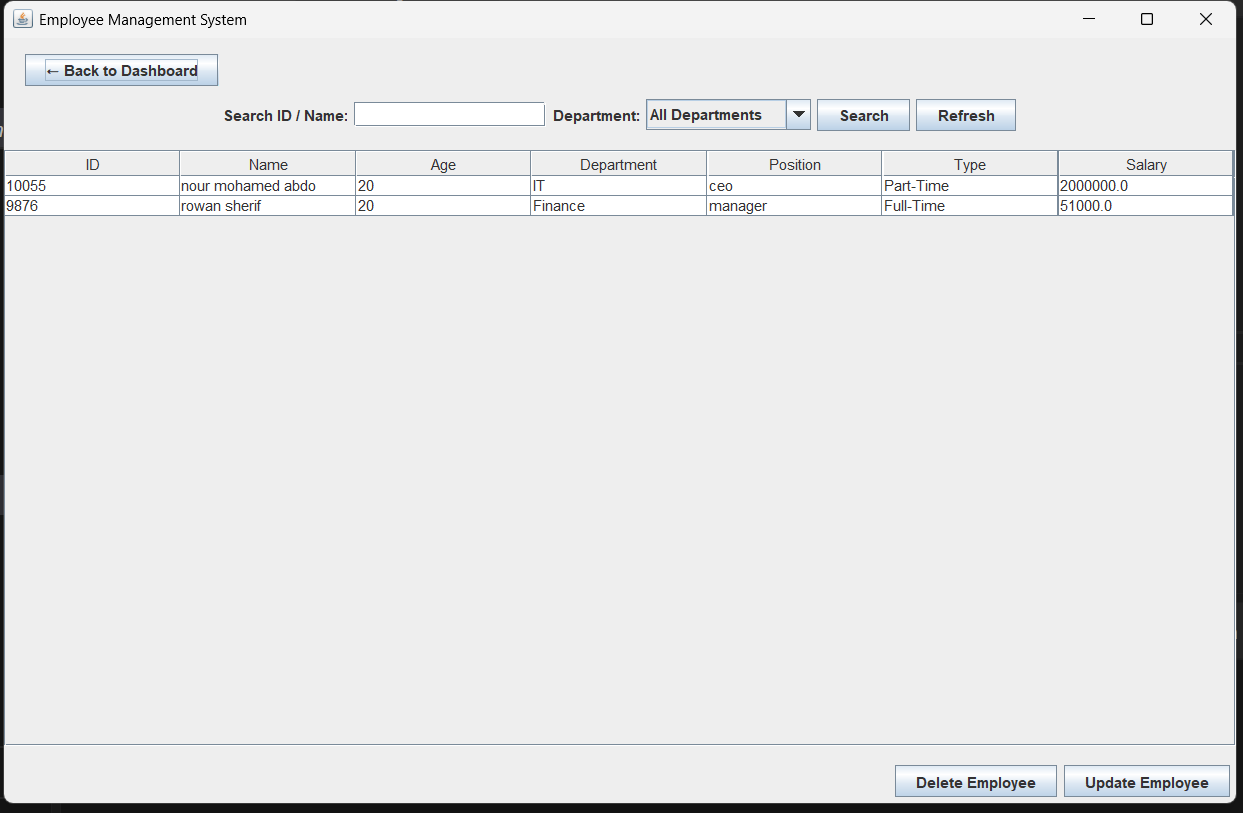 Employee Management System
← Back to Dashboard
Search ID / Name: Department: All Departments Search Refresh
ID Name Age Department Position Type Salary
10055 nour mohamed abdo 20 IT ceo Part-Time 2000000.0
9876 rowan sherif 20 Finance manager Full-Time 51000.0
Delete Employee Update Employee